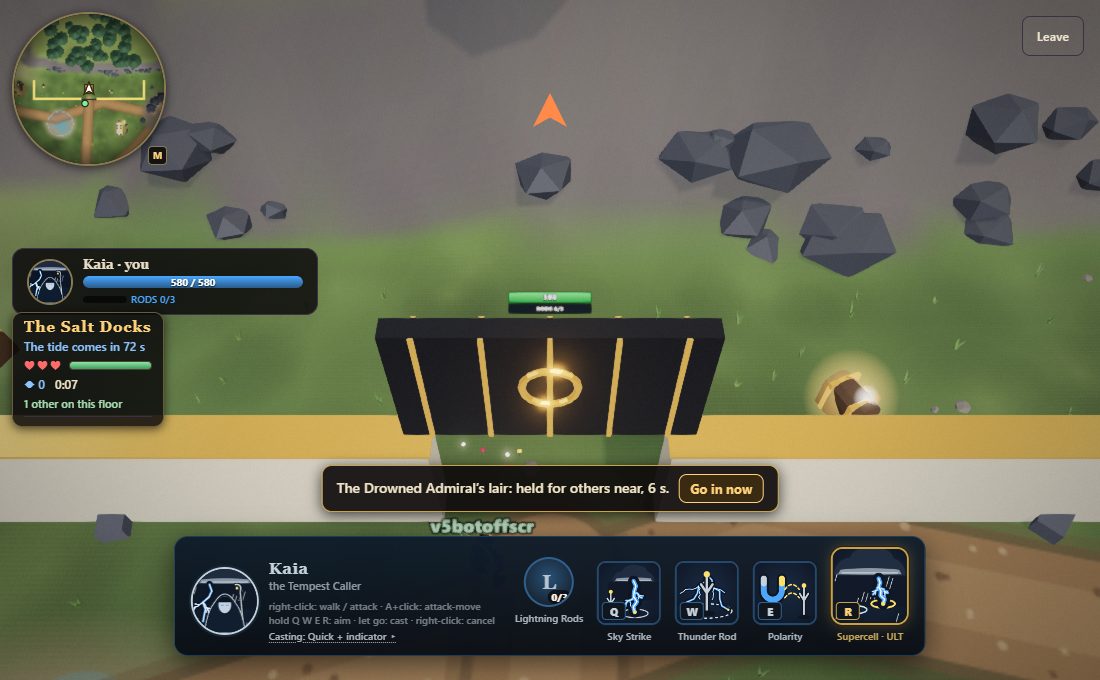 Leave
M
Kaia · you
580 / 580
RODS 0/3
The Salt Docks
The tide comes in 72 s
0 0:07
1 other on this floor
The Drowned Admiral's lair: held for others near, 6 s.
Go in now
v5botoffscr
Kaia
the Tempest Caller
right-click: walk / attack · A+click: attack-move
hold Q W E R: aim · let go: cast · right-click: cancel
Casting: Quick + indicator
L
Lightning Rods
Q
Sky Strike
W
Thunder Rod
E
Polarity
R
Supercell · ULT